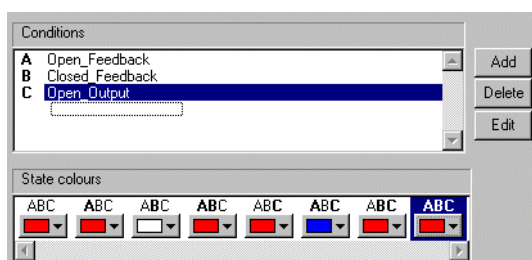 Conditions
A Open_Feedback
B Closed_Feedback
C Open_Output
Add
Delete
Edit
State colours
ABC ABC ABC ABC ABC ABC ABC ABC